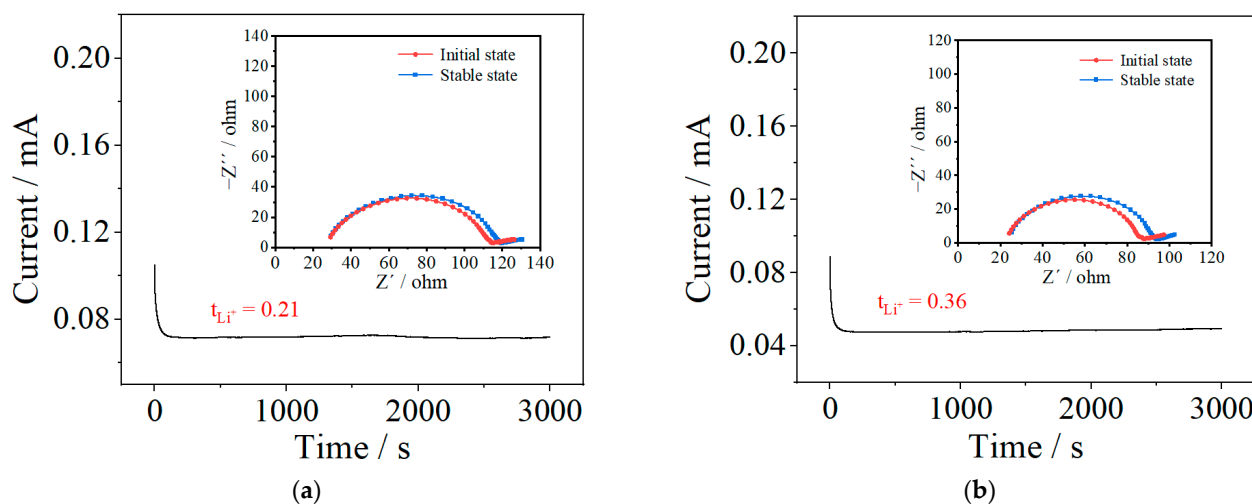 0.20
0.16
0.12
0.08
Current / mA
0 1000 2000 3000
Time / s
t_Li⁺ = 0.21
140
120
100
80
60
40
20
0
−Z´´ / ohm
0 20 40 60 80 100 120 140
Z´ / ohm
Initial state
Stable state
(a)
0.20
0.16
0.12
0.08
0.04
Current / mA
0 1000 2000 3000
Time / s
t_Li⁺ = 0.36
120
100
80
60
40
20
0
−Z´´ / ohm
0 20 40 60 80 100 120
Z´ / ohm
Initial state
Stable state
(b)